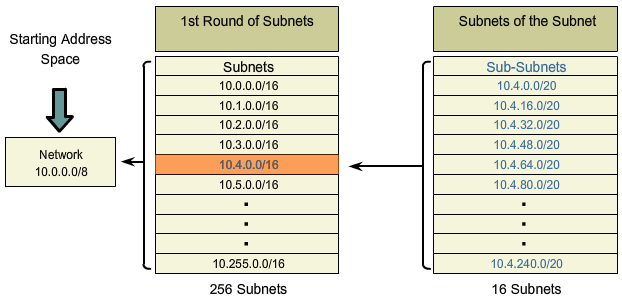 Starting Address
Space
Network
10.0.0.0/8
1st Round of Subnets
Subnets
10.0.0.0/16
10.1.0.0/16
10.2.0.0/16
10.3.0.0/16
10.4.0.0/16
10.5.0.0/16
10.255.0.0/16
256 Subnets
Subnets of the Subnet
Sub-Subnets
10.4.0.0/20
10.4.16.0/20
10.4.32.0/20
10.4.48.0/20
10.4.64.0/20
10.4.80.0/20
10.4.240.0/20
16 Subnets